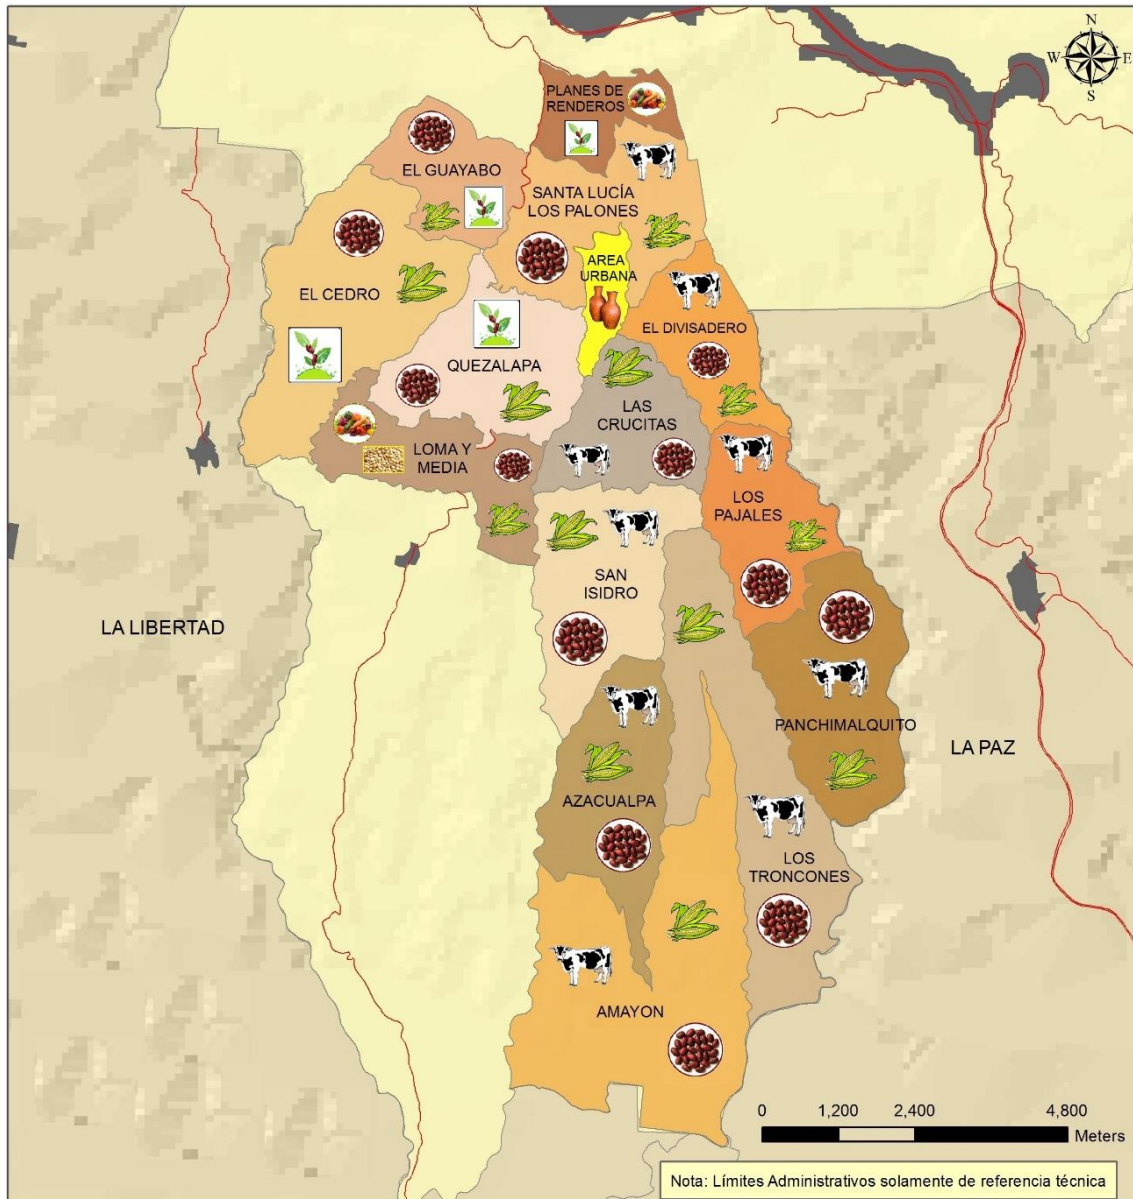 N
W E
S
PLANES DE
RENDEROS
EL GUAYABO
SANTA LUCÍA
LOS PALONES
AREA
URBANA
EL CEDRO
EL DIVISADERO
QUEZALAPA
LAS
CRUCITAS
LOMA Y
MEDIA
LOS
PAJALES
SAN
ISIDRO
LA LIBERTAD
PANCHIMALQUITO
LA PAZ
AZACUALPA
LOS
TRONCONES
AMAYON
0 1,200 2,400 4,800
Meters
Nota: Límites Administrativos solamente de referencia técnica